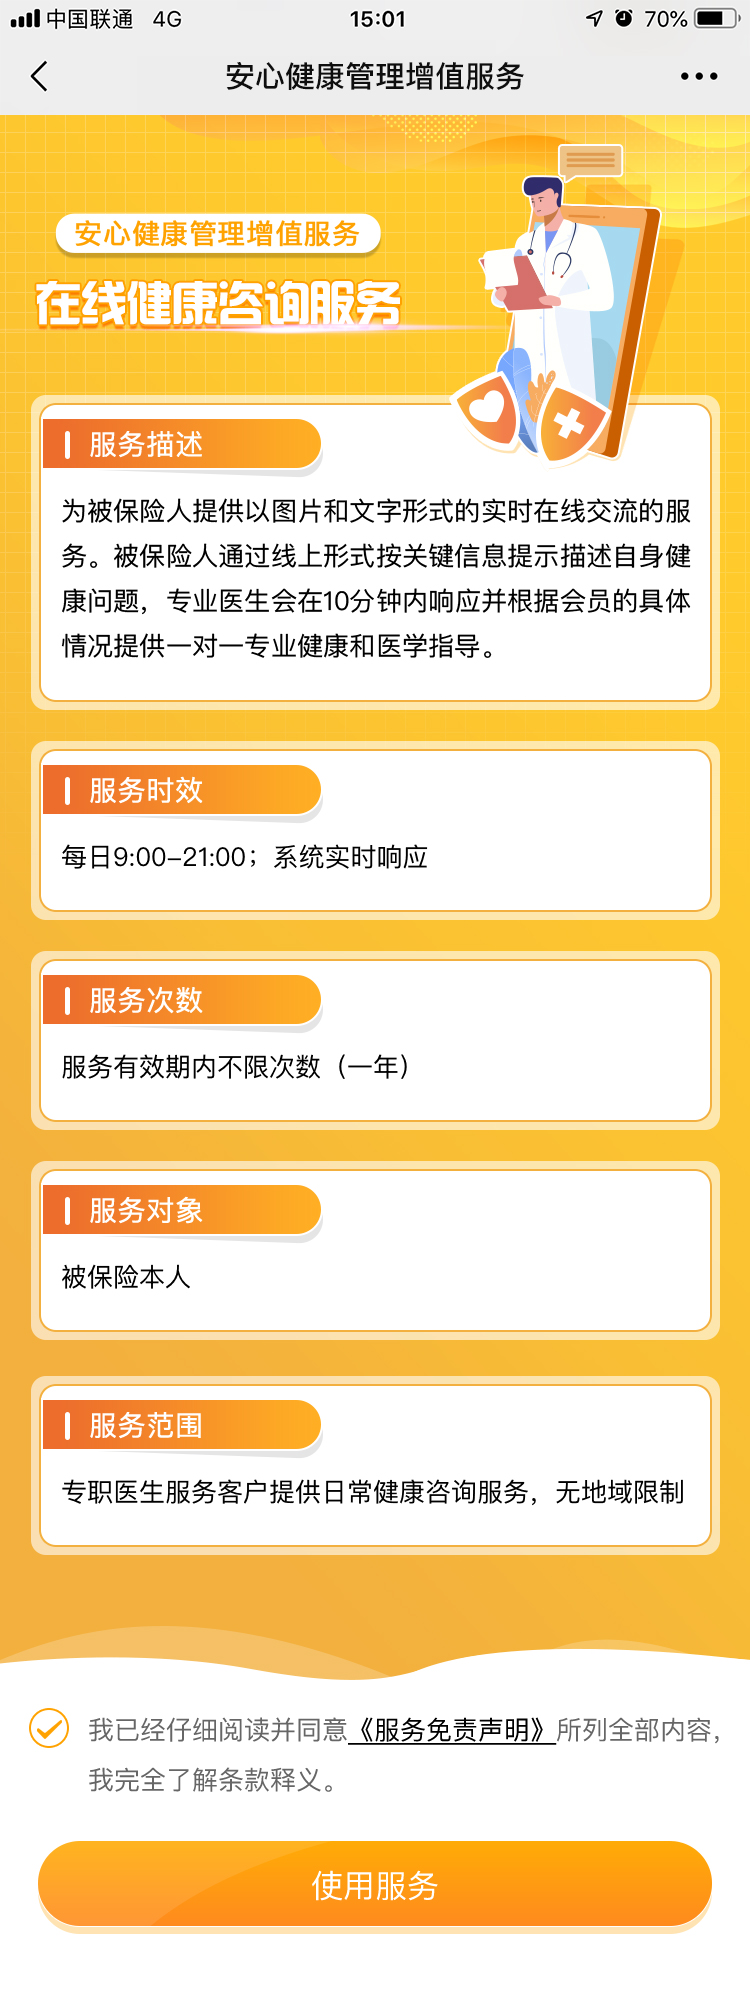 中国联通 4G 15:01 70%
安心健康管理增值服务
安心健康管理增值服务
在线健康咨询服务
服务描述
为被保险人提供以图片和文字形式的实时在线交流的服
务。被保险人通过线上形式按关键信息提示描述自身健
康问题，专业医生会在10分钟内响应并根据会员的具体
情况提供一对一专业健康和医学指导。
服务时效
每日9:00-21:00；系统实时响应
服务次数
服务有效期内不限次数（一年）
服务对象
被保险本人
服务范围
专职医生服务客户提供日常健康咨询服务，无地域限制
我已经仔细阅读并同意《服务免责声明》所列全部内容，
我完全了解条款释义。
使用服务